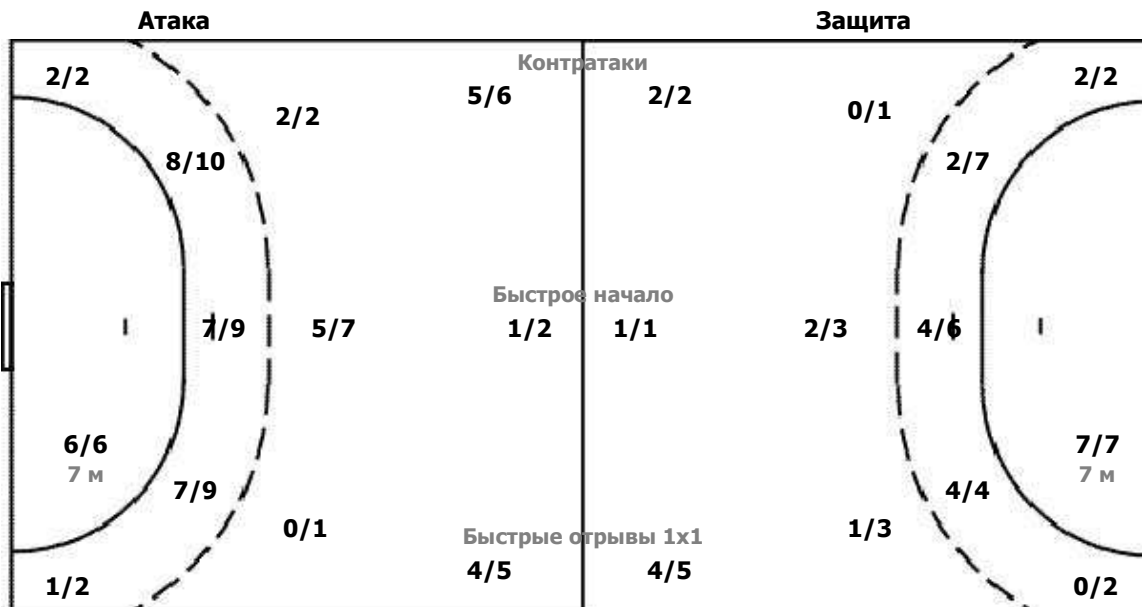 Атака Защита
Контратаки
2/2 5/6 2/2 2/2
2/2 0/1
8/10 2/7
Быстрое начало
7/9 5/7 1/2 1/1 2/3 4/6
6/6 7/7
7 м 7 м
7/9 4/4
0/1 Быстрые отрывы 1x1 1/3
1/2 4/5 4/5 0/2